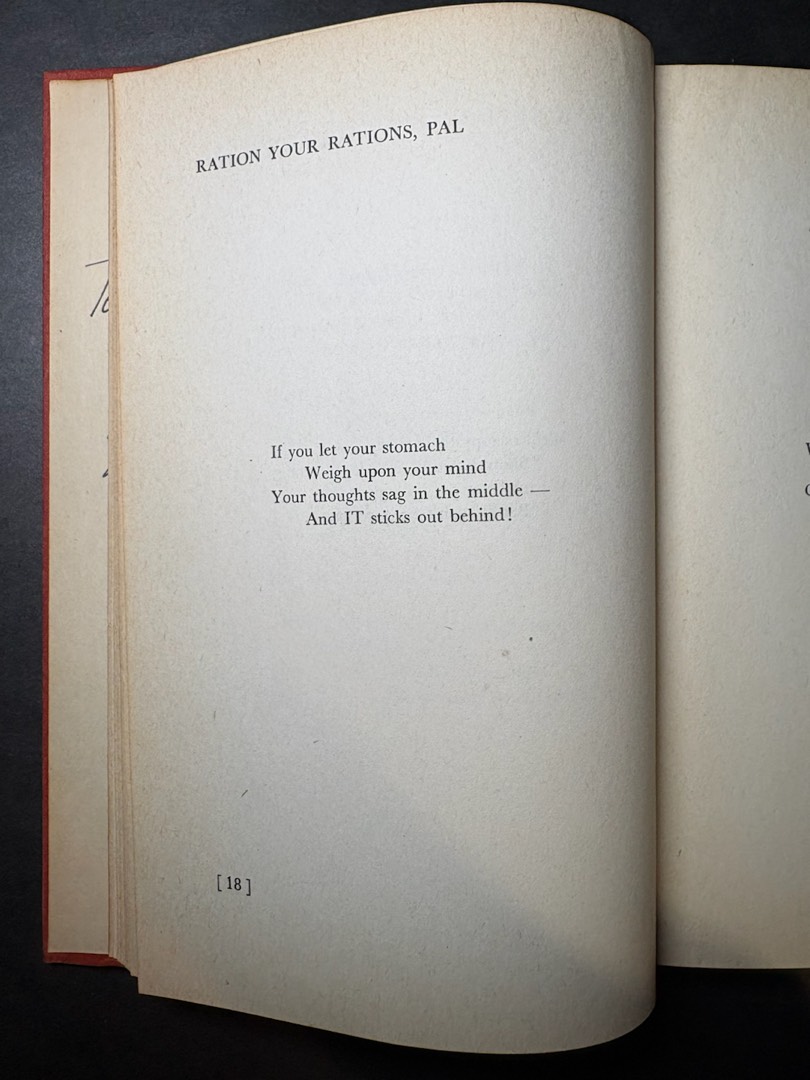 RATION YOUR RATIONS, PAL
If you let your stomach
Weigh upon your mind
Your thoughts sag in the middle —
And IT sticks out behind!
[ 18 ]